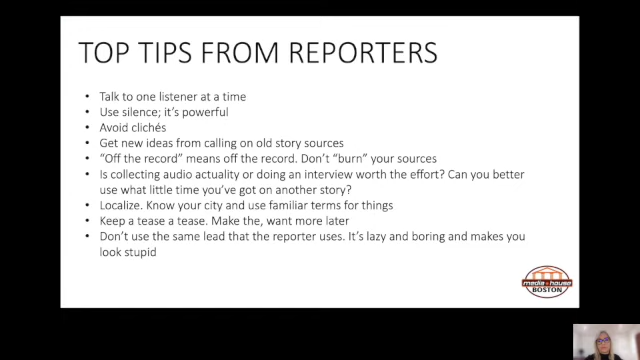 TOP TIPS FROM REPORTERS
• Talk to one listener at a time
• Use silence; it's powerful
• Avoid clichés
• Get new ideas from calling on old story sources
• "Off the record" means off the record. Don't "burn" your sources
• Is collecting audio actuality or doing an interview worth the effort? Can you better
use what little time you've got on another story?
• Localize. Know your city and use familiar terms for things
• Keep a tease a tease. Make the, want more later
• Don't use the same lead that the reporter uses. It's lazy and boring and makes you
look stupid
media house
BOSTON